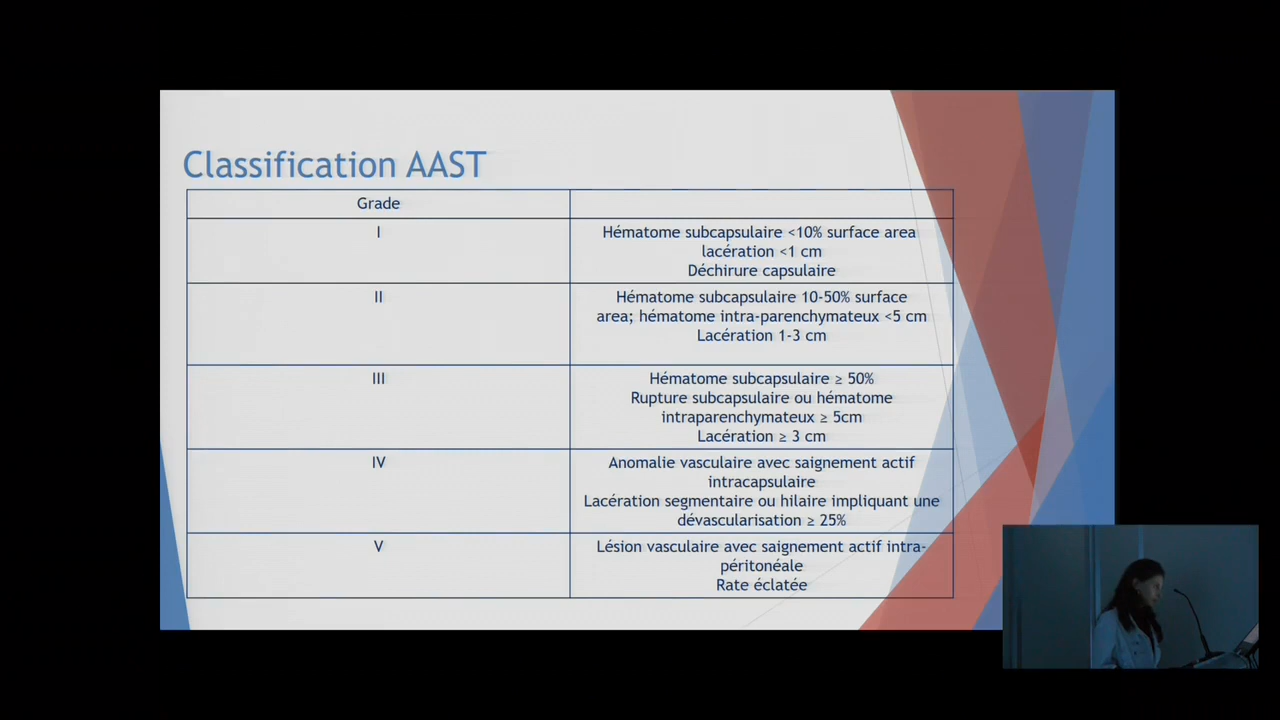 Classification AAST
Grade
I
Hématome subcapsulaire <10% surface area
lacération <1 cm
Déchirure capsulaire
II
Hématome subcapsulaire 10-50% surface
area; hématome intra-parenchymateux <5 cm
Lacération 1-3 cm
III
Hématome subcapsulaire ≥ 50%
Rupture subcapsulaire ou hématome
intraparenchymateux ≥ 5cm
Lacération ≥ 3 cm
IV
Anomalie vasculaire avec saignement actif
intracapsulaire
Lacération segmentaire ou hilaire impliquant une
dévascularisation ≥ 25%
V
Lésion vasculaire avec saignement actif intra-
péritonéale
Rate éclatée